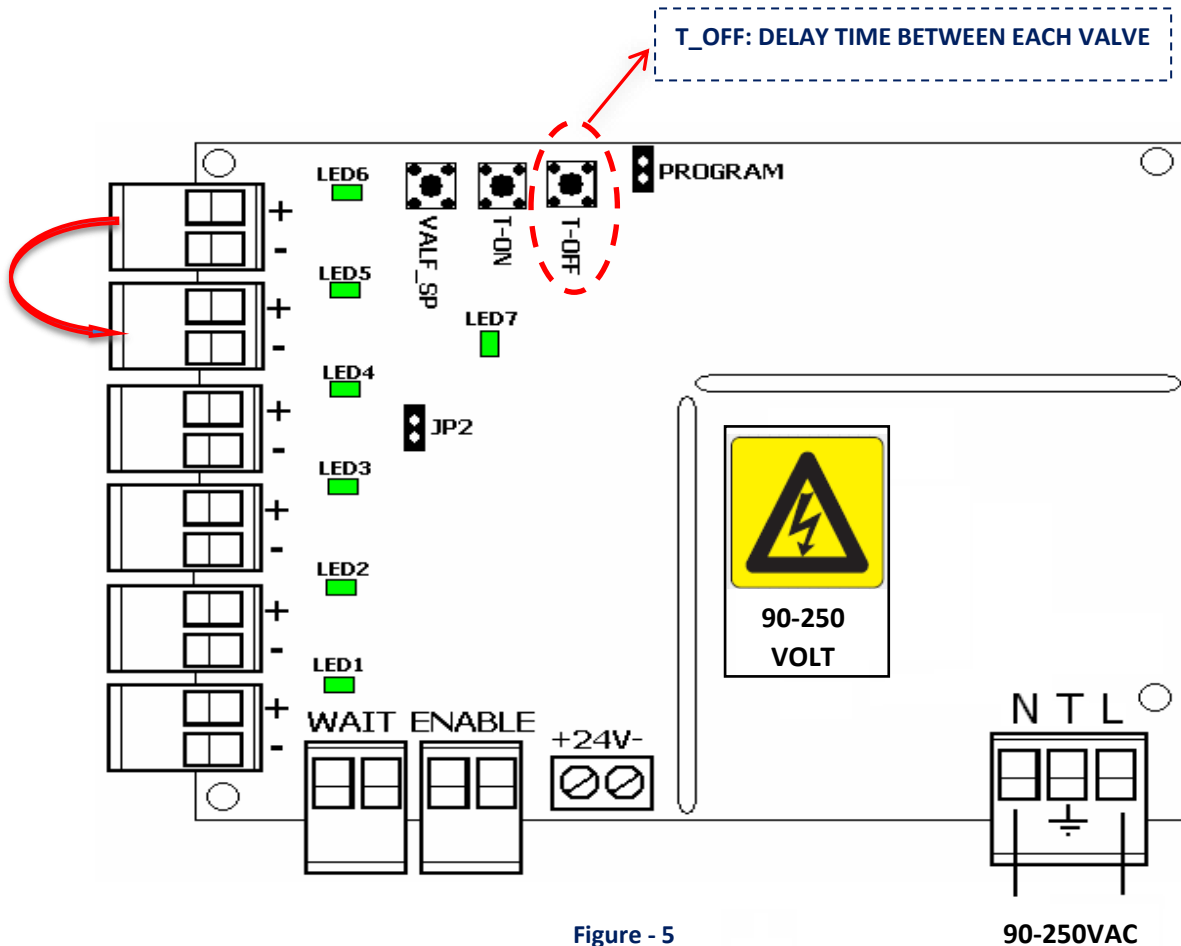 T_OFF: DELAY TIME BETWEEN EACH VALVE
LED6
VALF_SP
T-ON
T-OFF
PROGRAM
+
-
LED5
+
-
LED7
LED4
+
-
JP2
LED3
+
-
90-250
VOLT
LED2
+
-
LED1
+
-
WAIT
ENABLE
+24V-
N T L
Figure - 5
90-250VAC